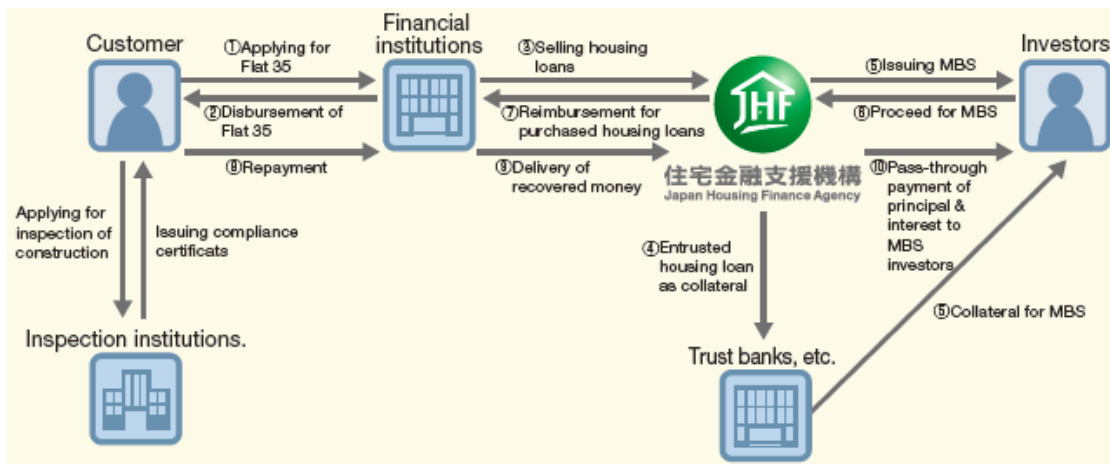 Customer
Financial
institutions
Investors
①Applying for
Flat 35
②Disbursement of
Flat 35
⑧Repayment
③Selling housing
loans
⑦Reimbursement for
purchased housing loans
⑨Delivery of
recovered money
JHF
住宅金融支援機構
Japan Housing Finance Agency
⑤Issuing MBS
⑥Proceed for MBS
⑩Pass-through
payment of
principal &
interest to
MBS
investors
Applying for
inspection of
construction
Issuing compliance
certificats
④Entrusted
housing loan
as collateral
⑤Collateral for MBS
Inspection institutions.
Trust banks, etc.